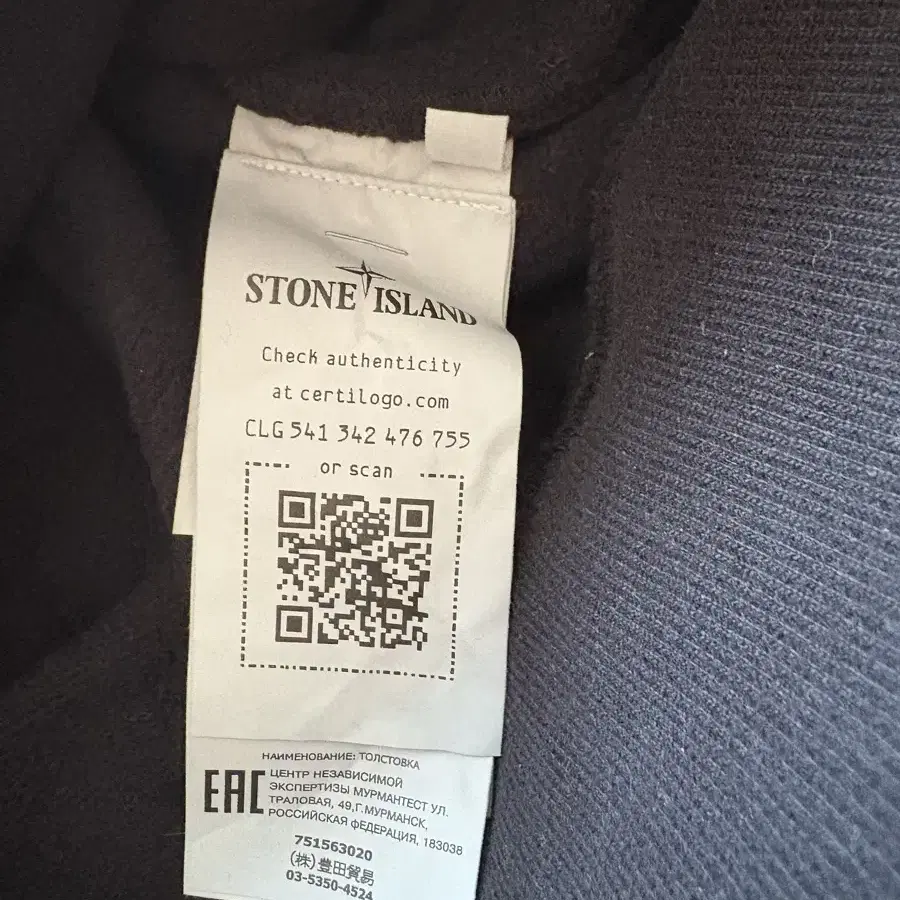 STONE ISLAND
Check authenticity
at certilogo.com
CLG 541 342 476 755
or scan
НАИМЕНОВАНИЕ: ТОЛСТОВКА
EAC
ЦЕНТР НЕЗАВИСИМОЙ
ЭКСПЕРТИЗЫ МУРМАНТЕСТ УЛ.
ТРАЛОВАЯ, 49,Г.МУРМАНСК,
РОССИЙСКАЯ ФЕДЕРАЦИЯ, 183038
751563020
(株)豊田貿易
03-5350-4524